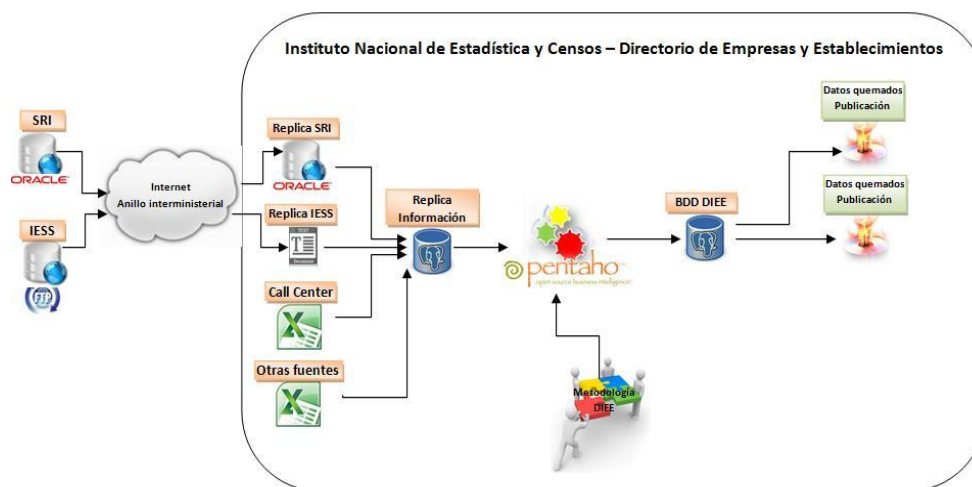 Instituto Nacional de Estadística y Censos – Directorio de Empresas y Establecimientos
SRI
ORACLE
IESS
FTP
Internet
Anillo interministerial
Replica SRI
ORACLE
Replica IESS
TEXT
T
Document
Call Center
Otras fuentes
Replica
Información
pentaho
open source business intelligence
Metodología
DIEE
BDD DIEE
Datos quemados
Publicación
Datos quemados
Publicación